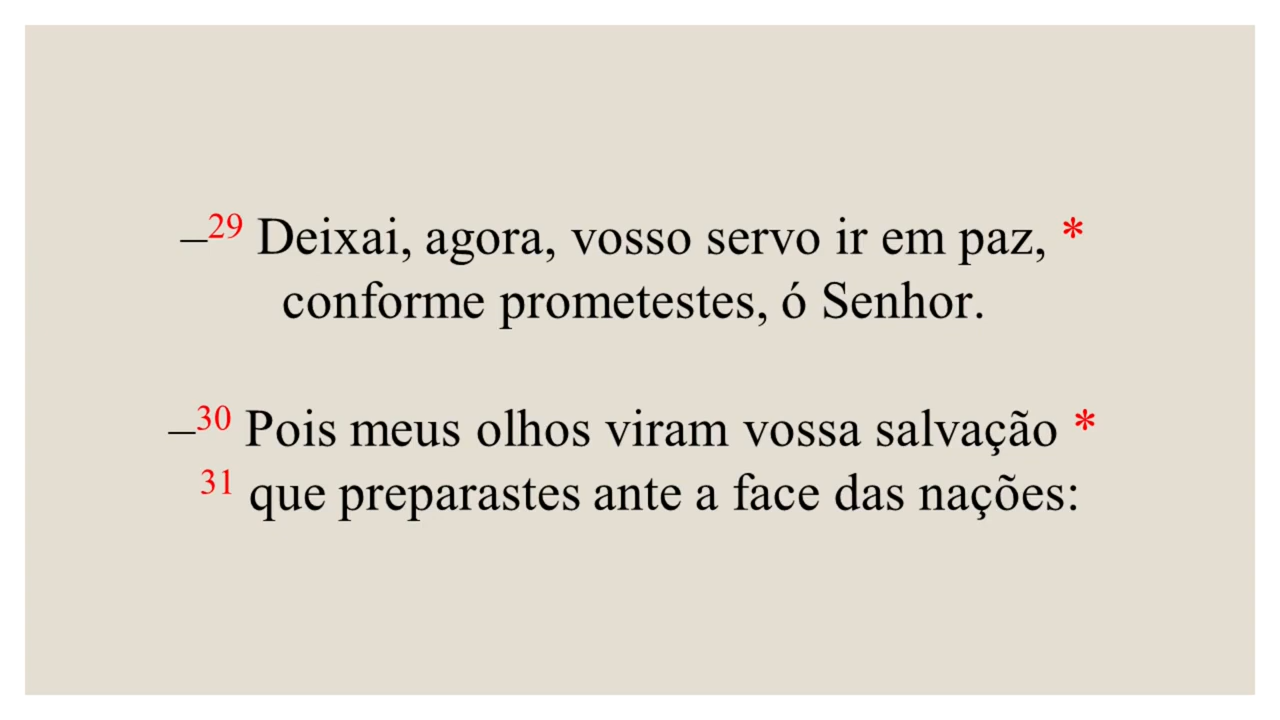 –29 Deixai, agora, vosso servo ir em paz, *
conforme prometestes, ó Senhor.
–30 Pois meus olhos viram vossa salvação *
31 que preparastes ante a face das nações: